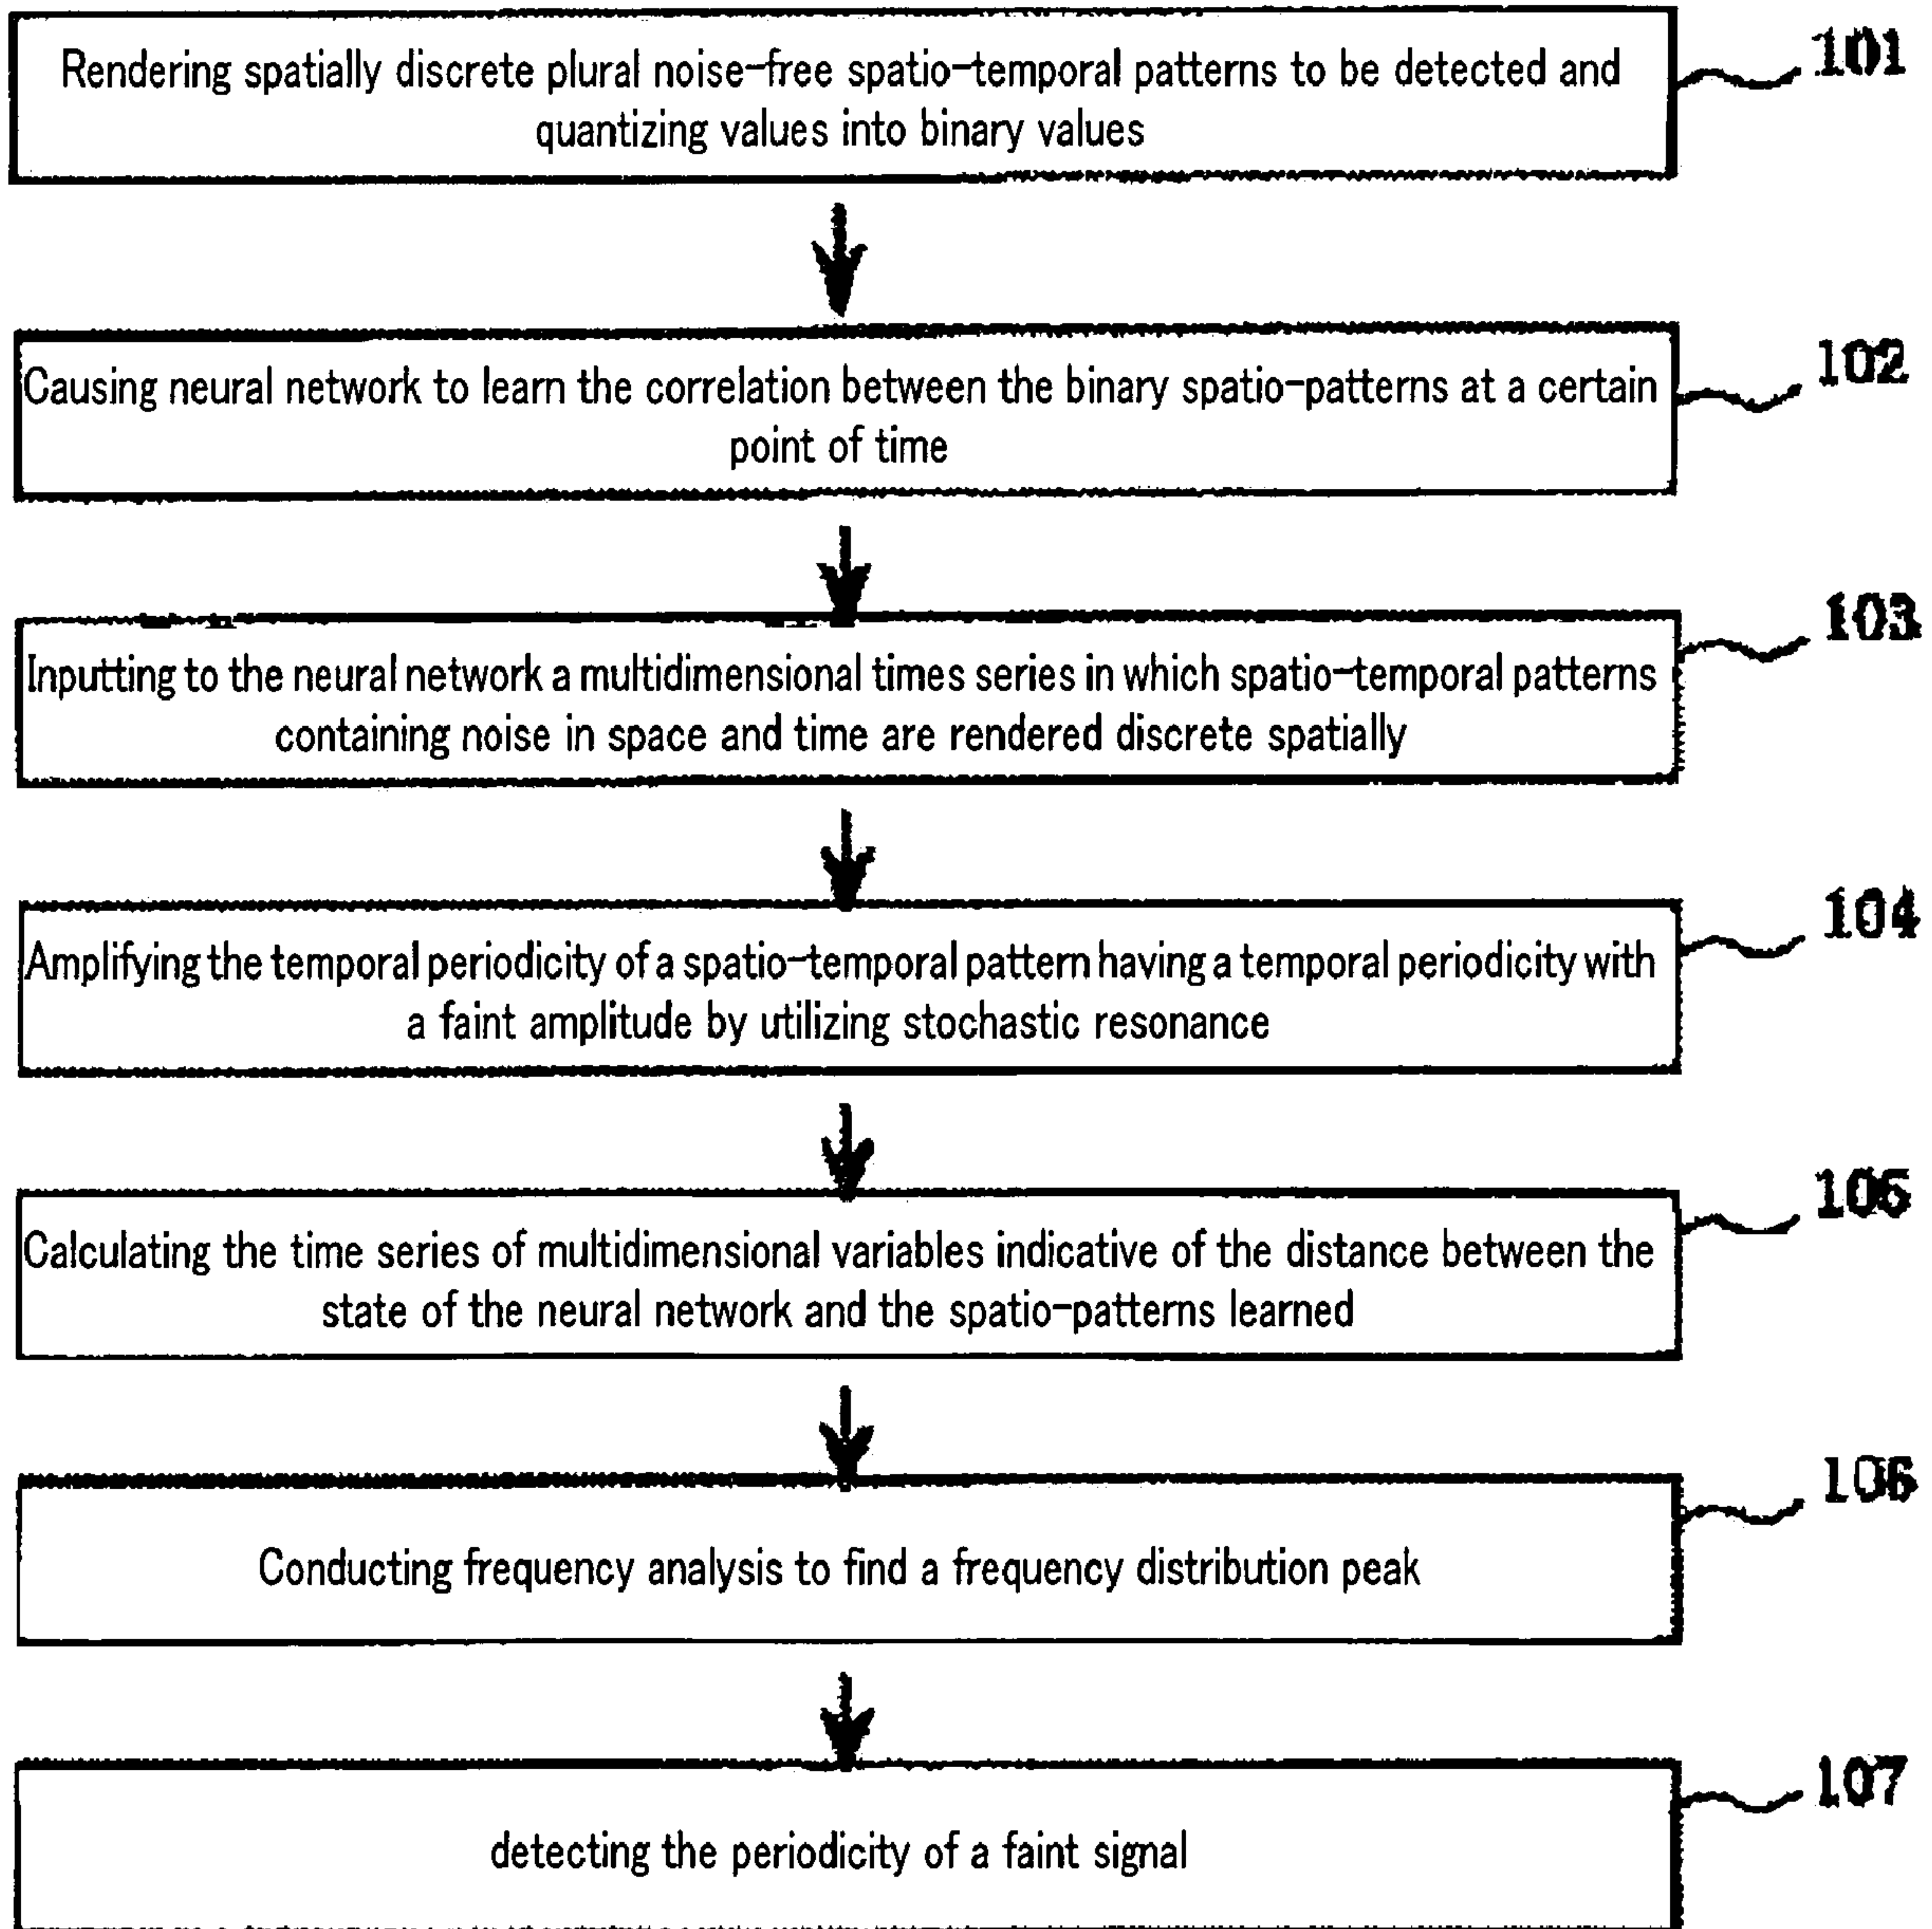 Rendering spatially discrete plural noise-free spatio-temporal patterns to be detected and
quantizing values into binary values
101
Causing neural network to learn the correlation between the binary spatio-patterns at a certain
point of time
102
Inputting to the neural network a multidimensional times series in which spatio-temporal patterns
containing noise in space and time are rendered discrete spatially
103
Amplifying the temporal periodicity of a spatio-temporal pattern having a temporal periodicity with
a faint amplitude by utilizing stochastic resonance
104
Calculating the time series of multidimensional variables indicative of the distance between the
state of the neural network and the spatio-patterns learned
105
Conducting frequency analysis to find a frequency distribution peak
106
detecting the periodicity of a faint signal
107